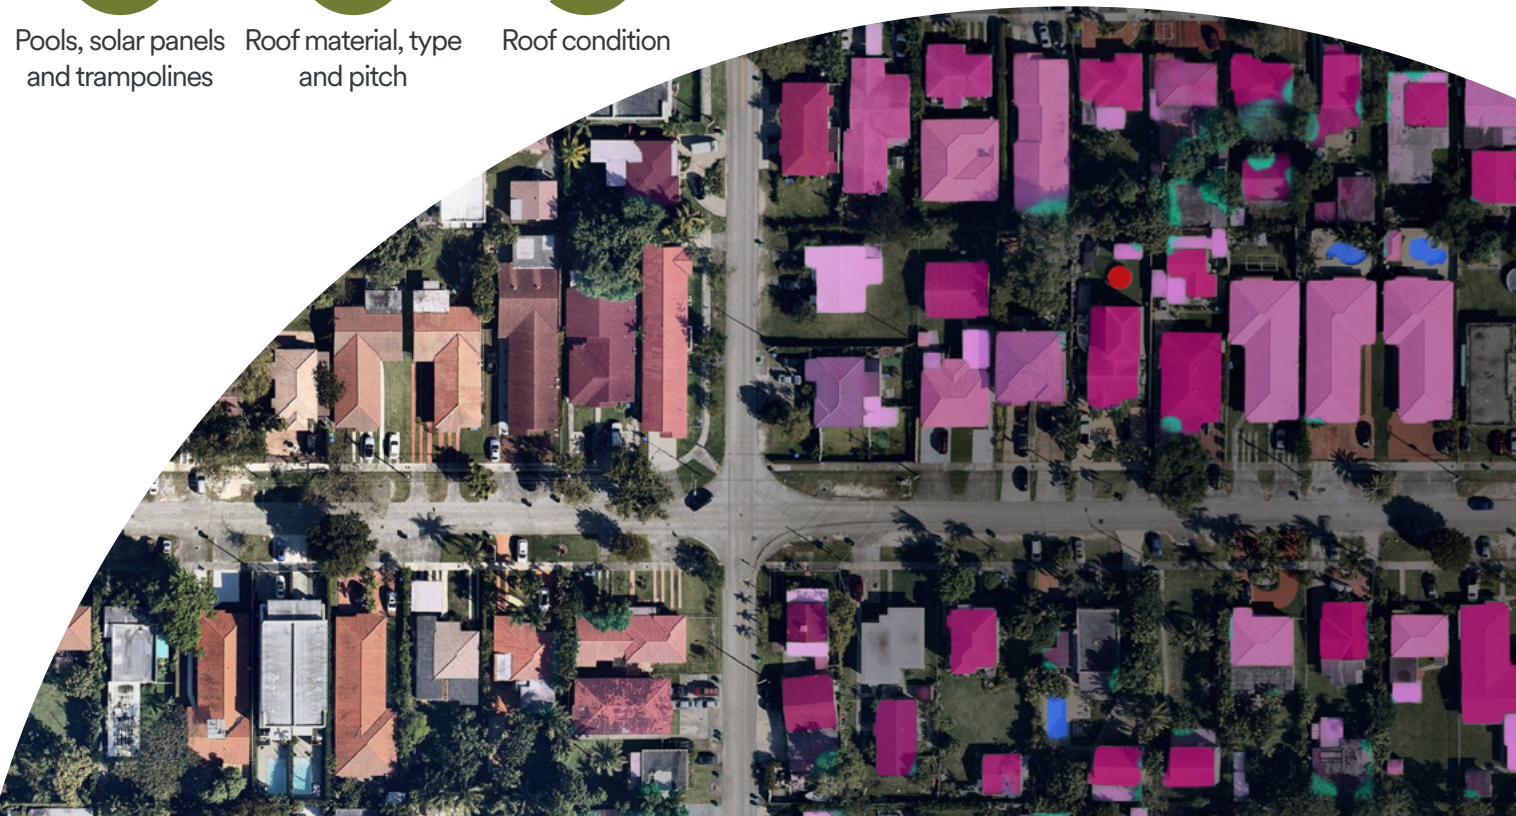 Pools, solar panels
and trampolines
Roof material, type
and pitch
Roof condition